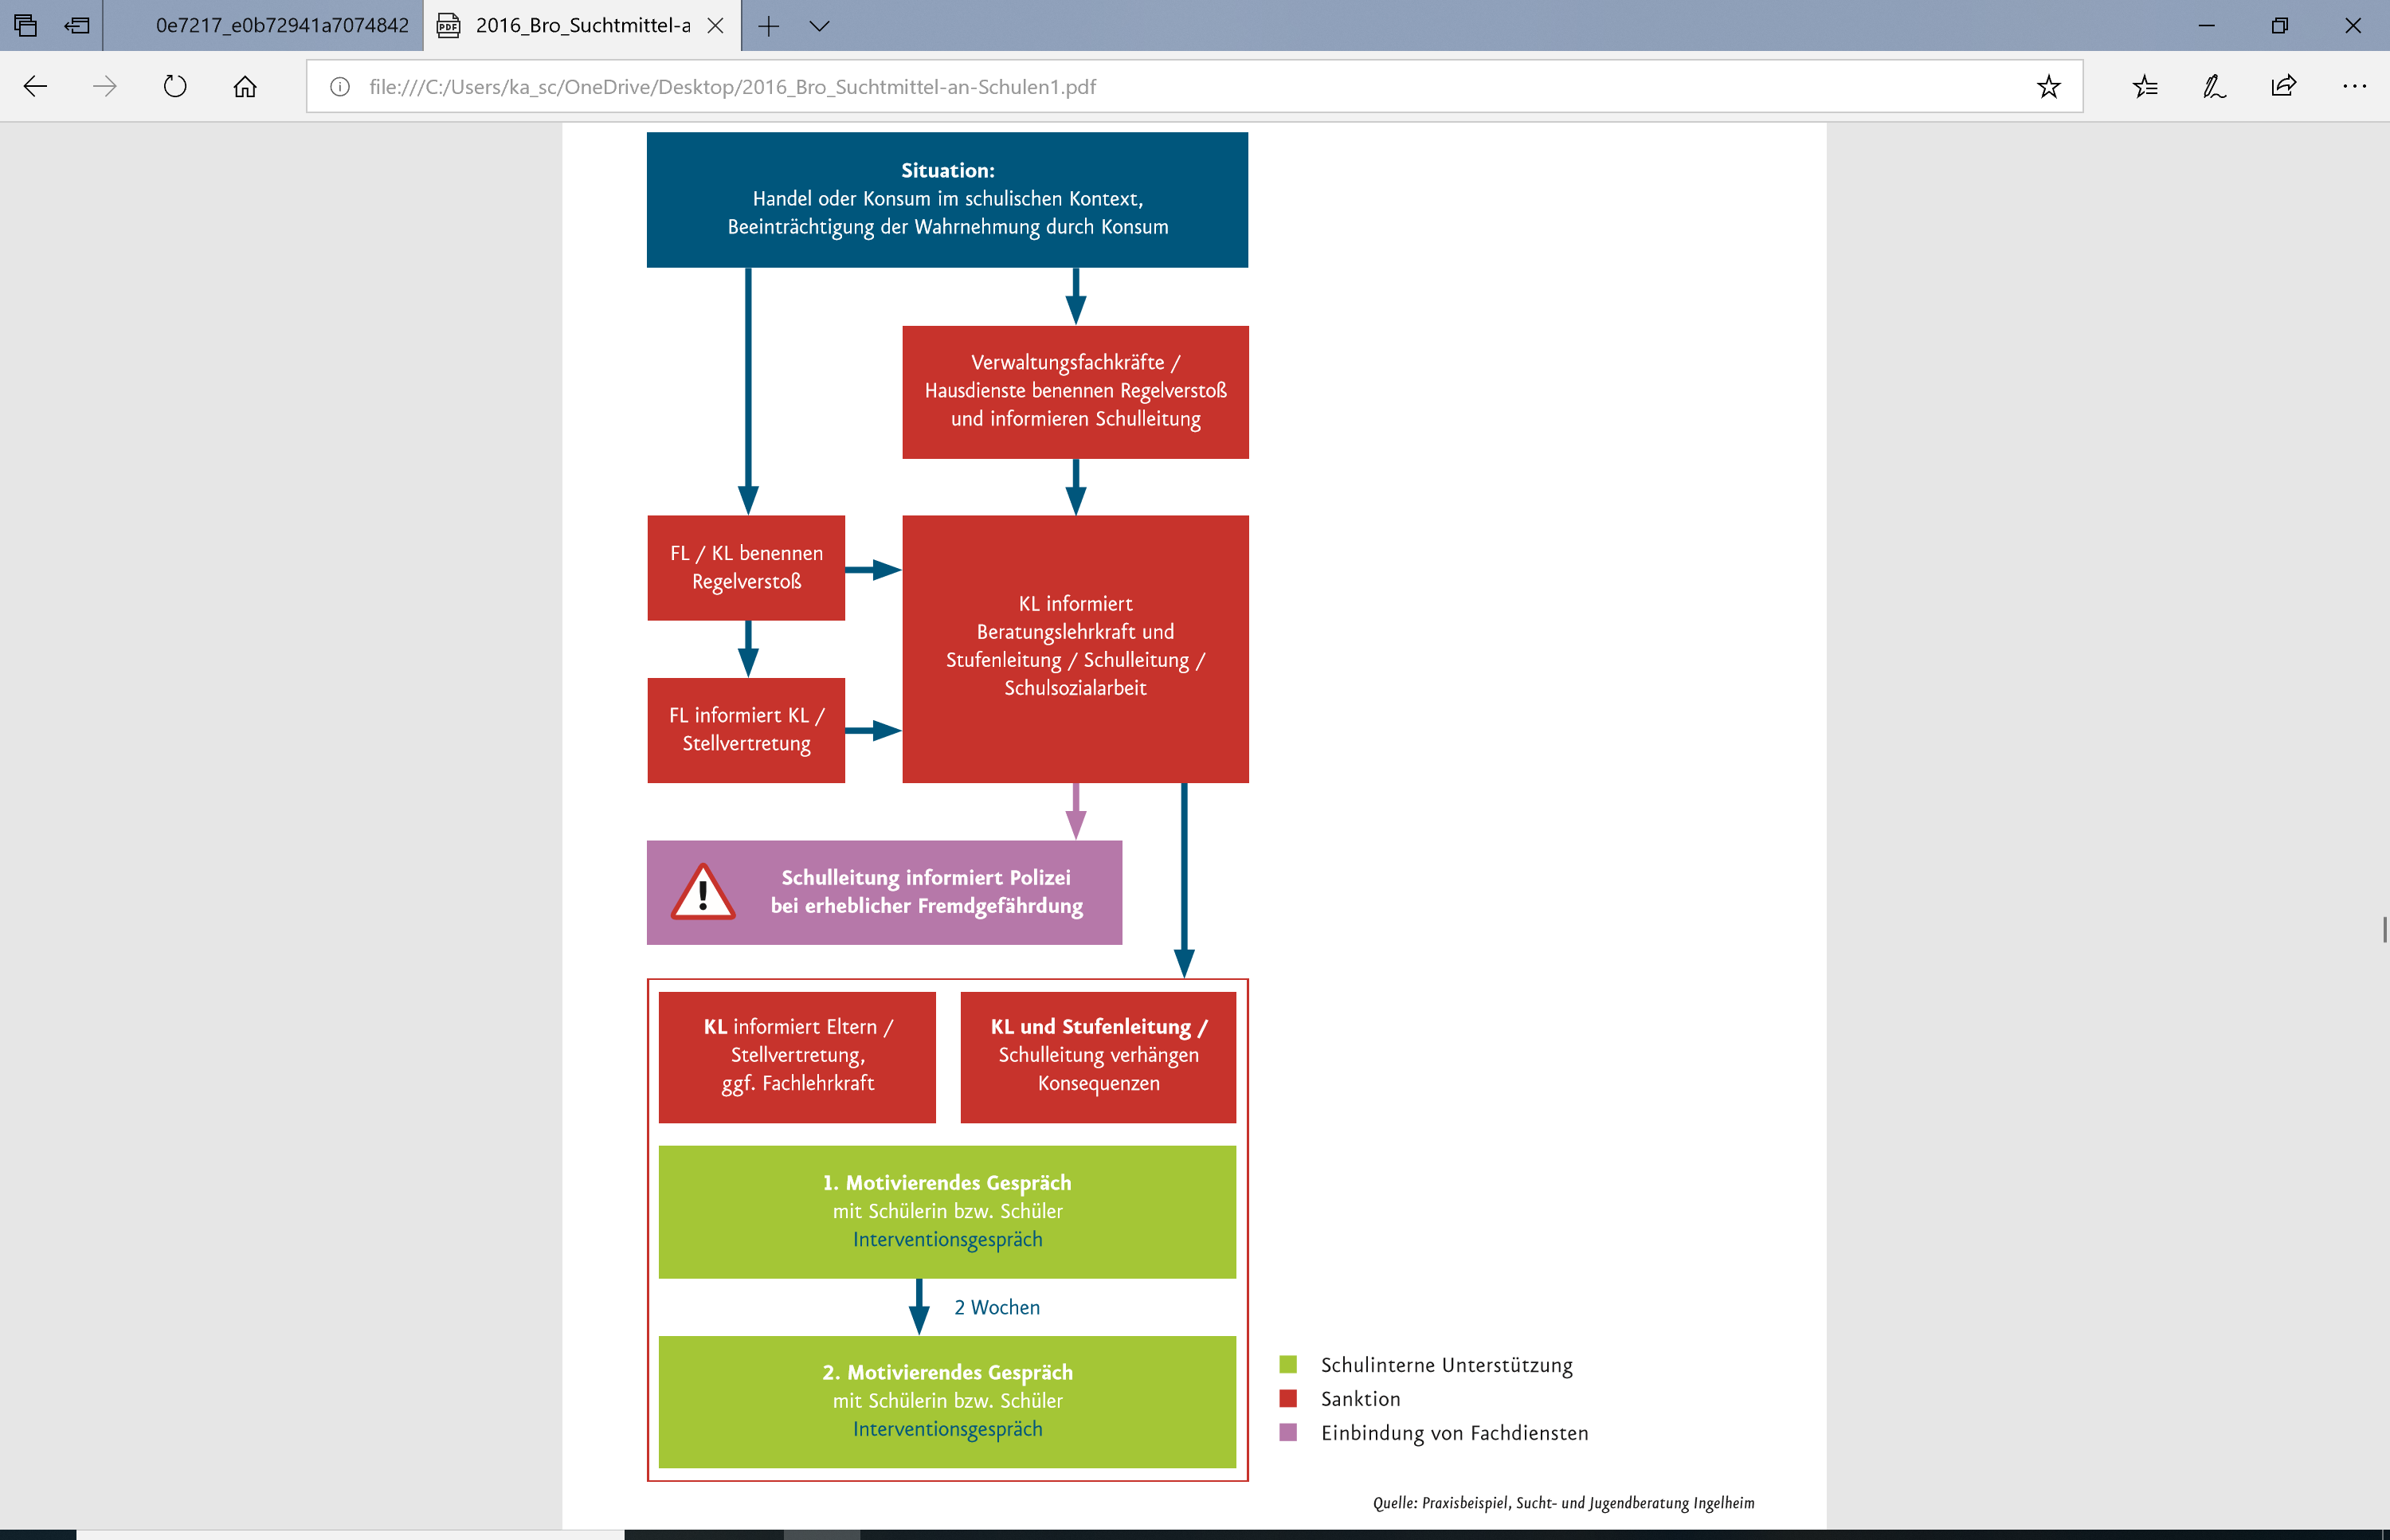 0e7217_e0b72941a7074842
PDF
2016_Bro_Suchtmittel-a
file:///C:/Users/ka_sc/OneDrive/Desktop/2016_Bro_Suchtmittel-an-Schulen1.pdf
Situation:
Handel oder Konsum im schulischen Kontext,
Beeinträchtigung der Wahrnehmung durch Konsum
Verwaltungsfachkräfte /
Hausdienste benennen Regelverstoß
und informieren Schulleitung
FL / KL benennen
Regelverstoß
KL informiert
Beratungslehrkraft und
Stufenleitung / Schulleitung /
Schulsozialarbeit
FL informiert KL /
Stellvertretung
Schulleitung informiert Polizei
bei erheblicher Fremdgefährdung
KL informiert Eltern /
Stellvertretung,
ggf. Fachlehrkraft
KL und Stufenleitung /
Schulleitung verhängen
Konsequenzen
1. Motivierendes Gespräch
mit Schülerin bzw. Schüler
Interventionsgespräch
2 Wochen
2. Motivierendes Gespräch
mit Schülerin bzw. Schüler
Interventionsgespräch
Schulinterne Unterstützung
Sanktion
Einbindung von Fachdiensten
Quelle: Praxisbeispiel, Sucht- und Jugendberatung Ingelheim